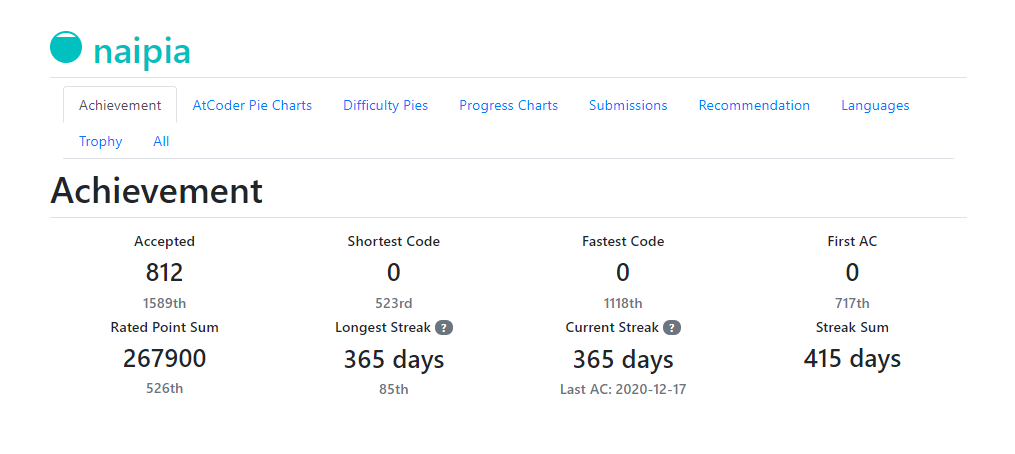 naipia
Achievement AtCoder Pie Charts Difficulty Pies Progress Charts Submissions Recommendation Languages
Trophy All
Achievement
Accepted Shortest Code Fastest Code First AC
812 0 0 0
1589th 523rd 1118th 717th
Rated Point Sum Longest Streak ? Current Streak ? Streak Sum
267900 365 days 365 days 415 days
526th 85th Last AC: 2020-12-17